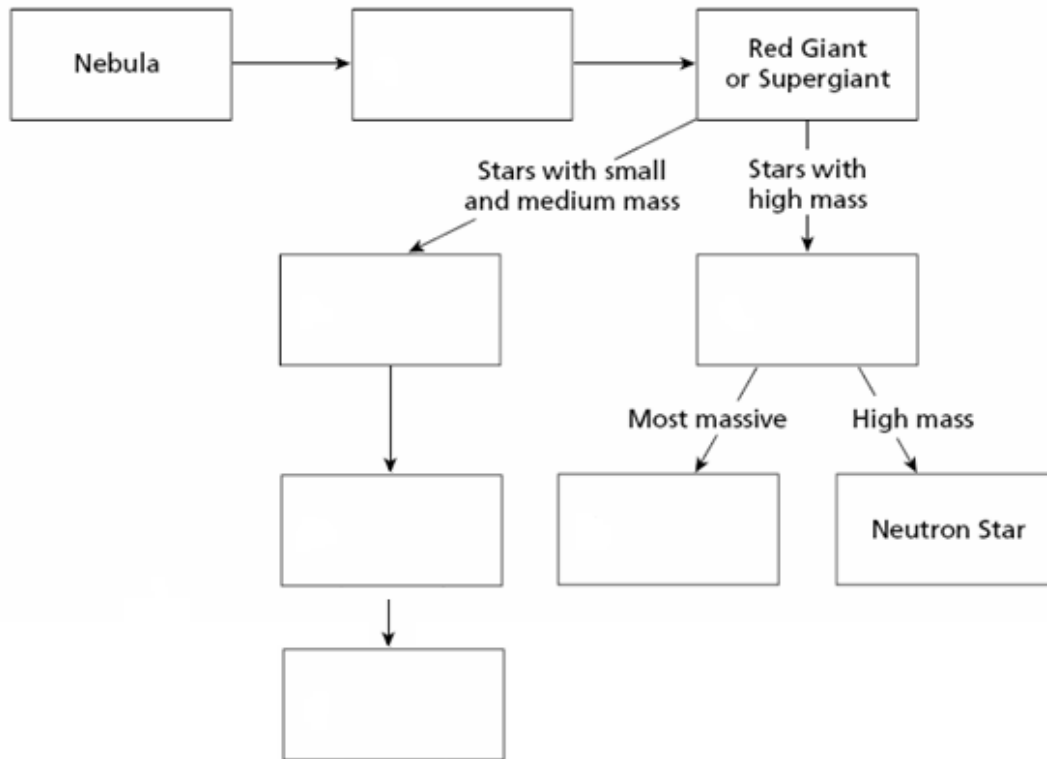 Nebula
Red Giant
or Supergiant
Stars with small
and medium mass
Stars with
high mass
Most massive
High mass
Neutron Star